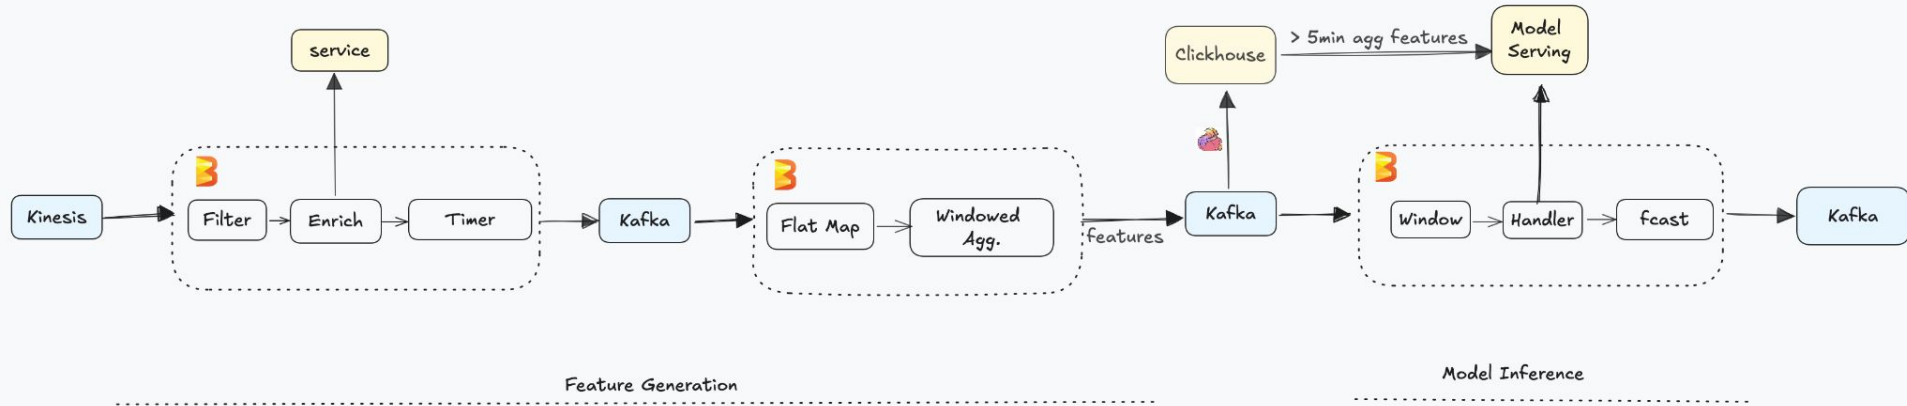 service
Clickhouse
> 5min agg features
Model
Serving
Kinesis
Filter
Enrich
Timer
Kafka
Flat Map
Windowed
Agg.
features
Kafka
Window
Handler
fcast
Kafka
Feature Generation
Model Inference